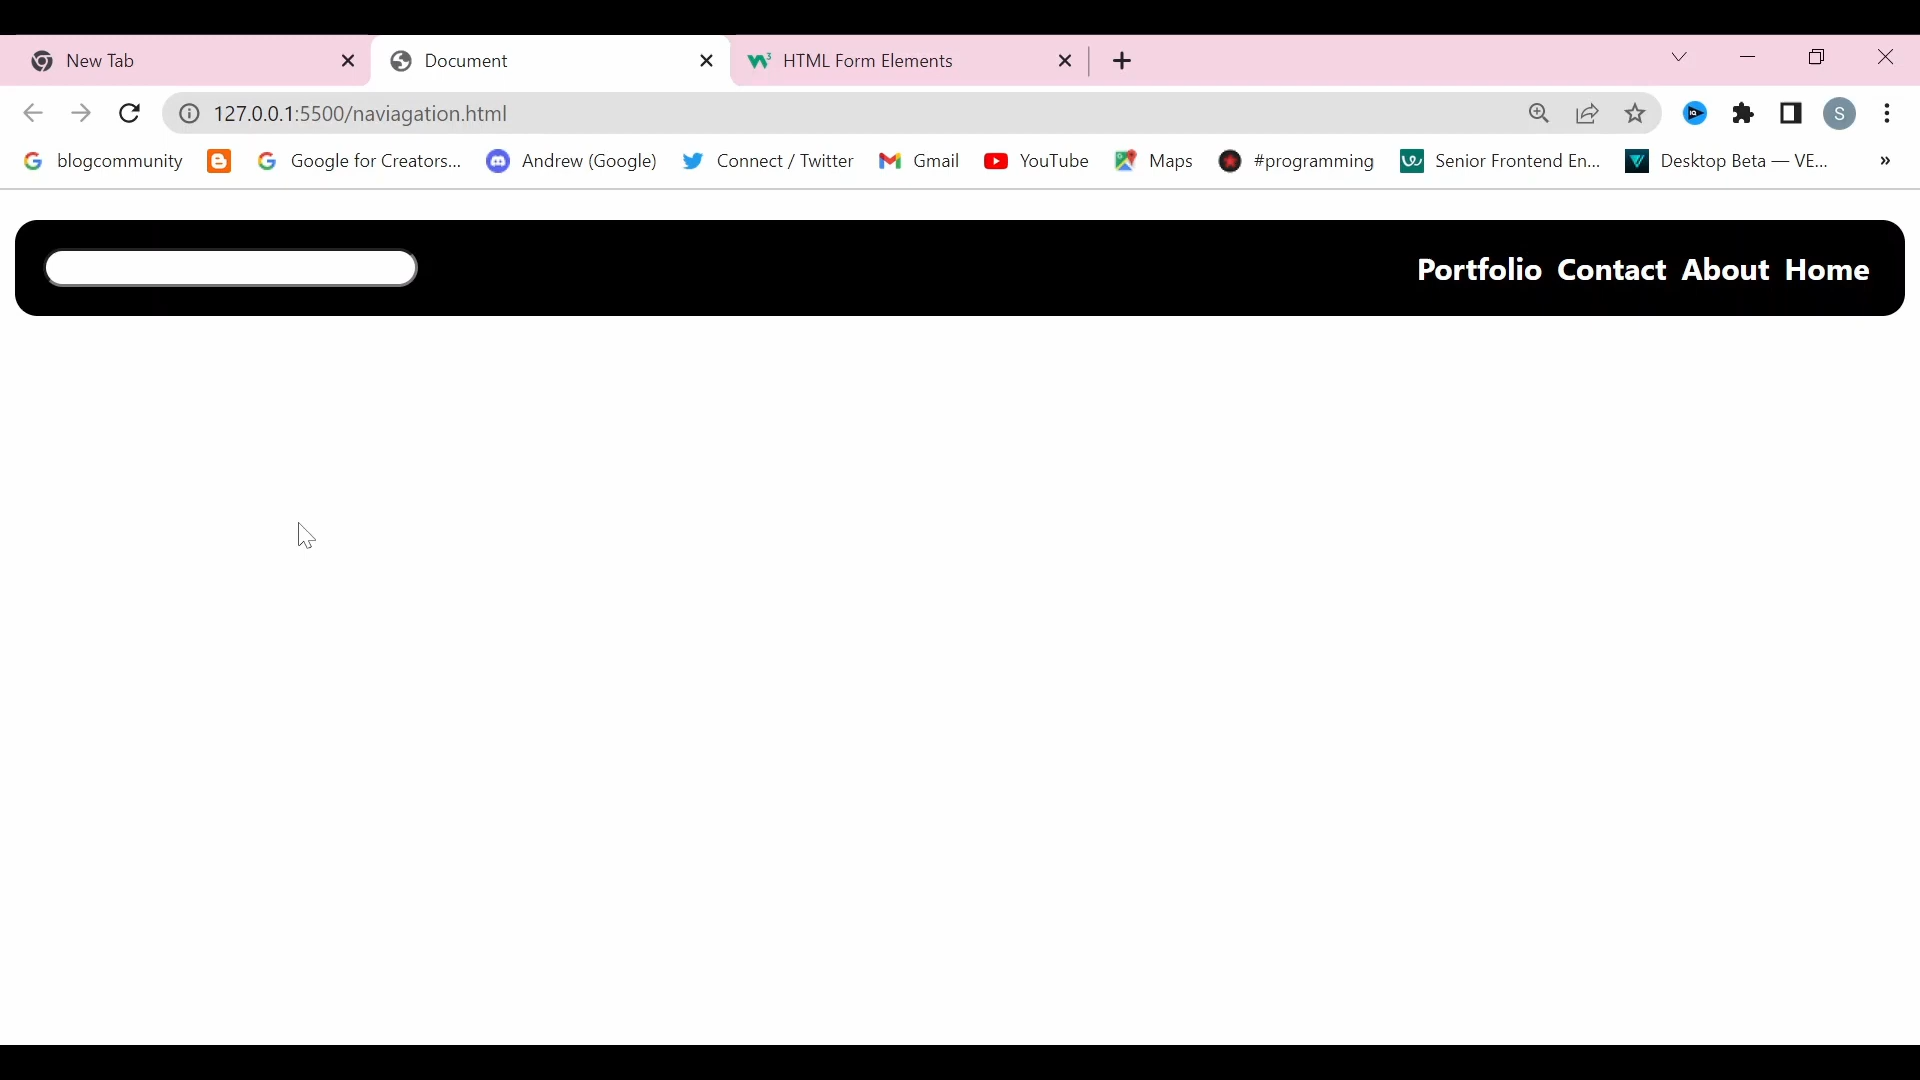 New Tab Document HTML Form Elements
127.0.0.1:5500/naviagation.html S
blogcommunity Google for Creators... Andrew (Google) Connect / Twitter Gmail YouTube Maps #programming Senior Frontend En... Desktop Beta — VE... »
Portfolio Contact About Home